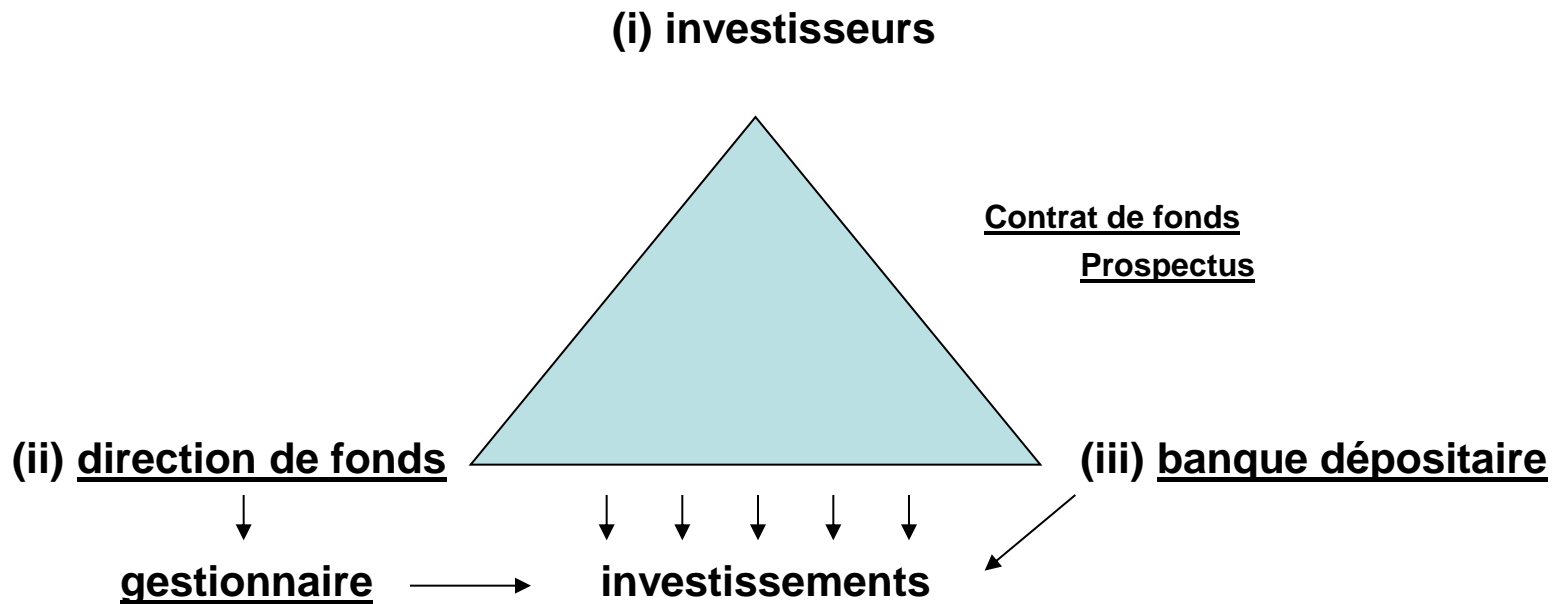 (i) investisseurs
Contrat de fonds
Prospectus
(ii) direction de fonds
(iii) banque dépositaire
gestionnaire
investissements